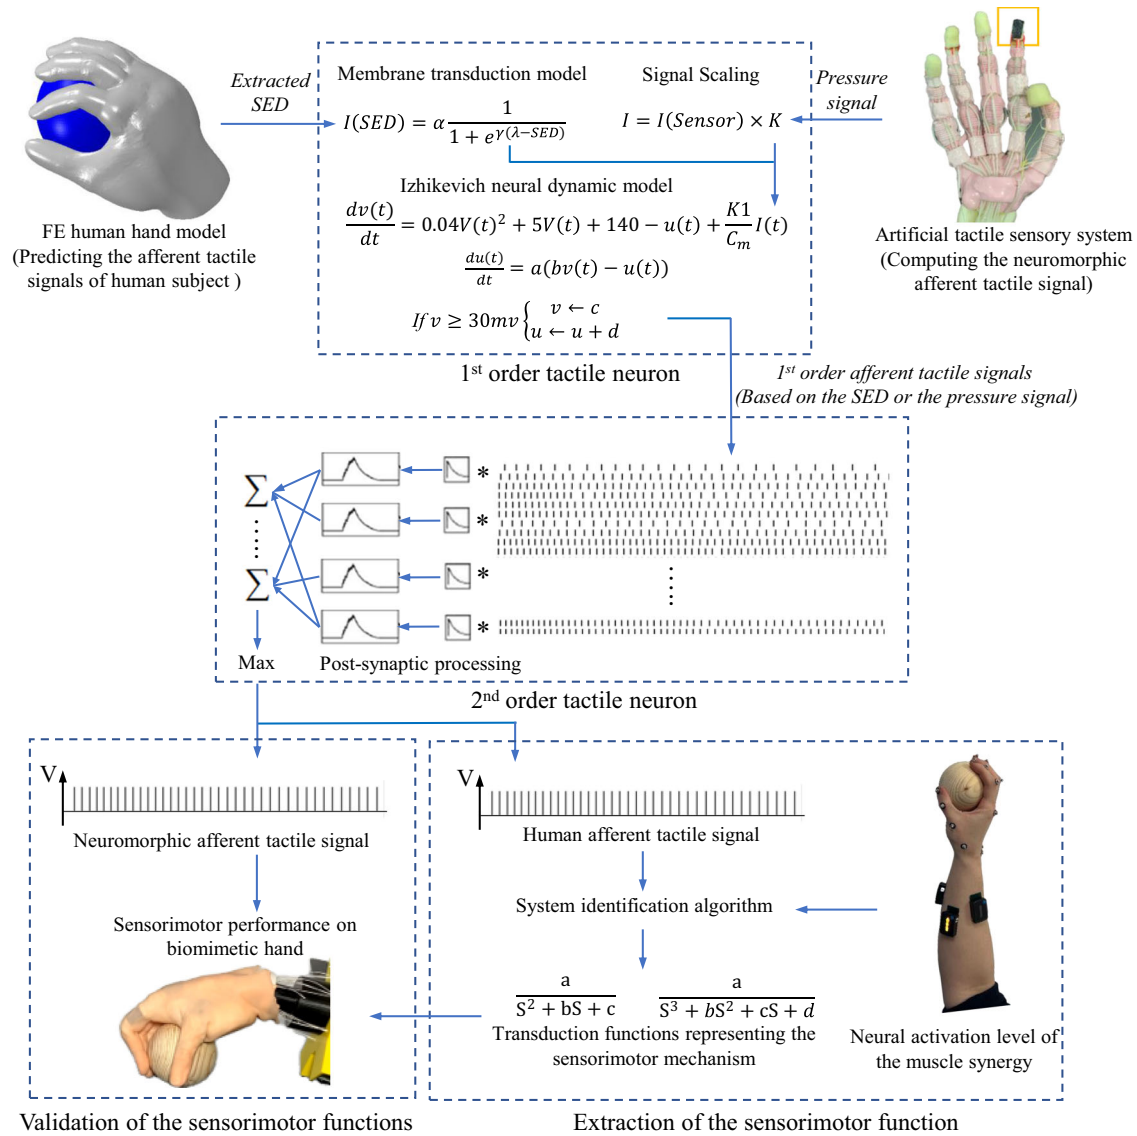 Extracted
SED
Membrane transduction model
I(SED) = α 1 / 1 + e^γ(λ−SED)
Signal Scaling
I = I(Sensor) × K
Pressure
signal
Izhikevich neural dynamic model
dv(t)/dt = 0.04V(t)² + 5V(t) + 140 − u(t) + K1/Cₘ I(t)
du(t)/dt = a(bv(t) − u(t))
If v ≥ 30mv { v ← c
u ← u + d
FE human hand model
(Predicting the afferent tactile
signals of human subject )
Artificial tactile sensory system
(Computing the neuromorphic
afferent tactile signal)
1st order tactile neuron
1st order afferent tactile signals
(Based on the SED or the pressure signal)
∑
∑
*
*
*
*
Max
Post-synaptic processing
2nd order tactile neuron
V
Neuromorphic afferent tactile signal
Sensorimotor performance on
biomimetic hand
V
Human afferent tactile signal
System identification algorithm
a / S² + bS + c
a / S³ + bS² + cS + d
Transduction functions representing the
sensorimotor mechanism
Neural activation level of
the muscle synergy
Validation of the sensorimotor functions
Extraction of the sensorimotor function